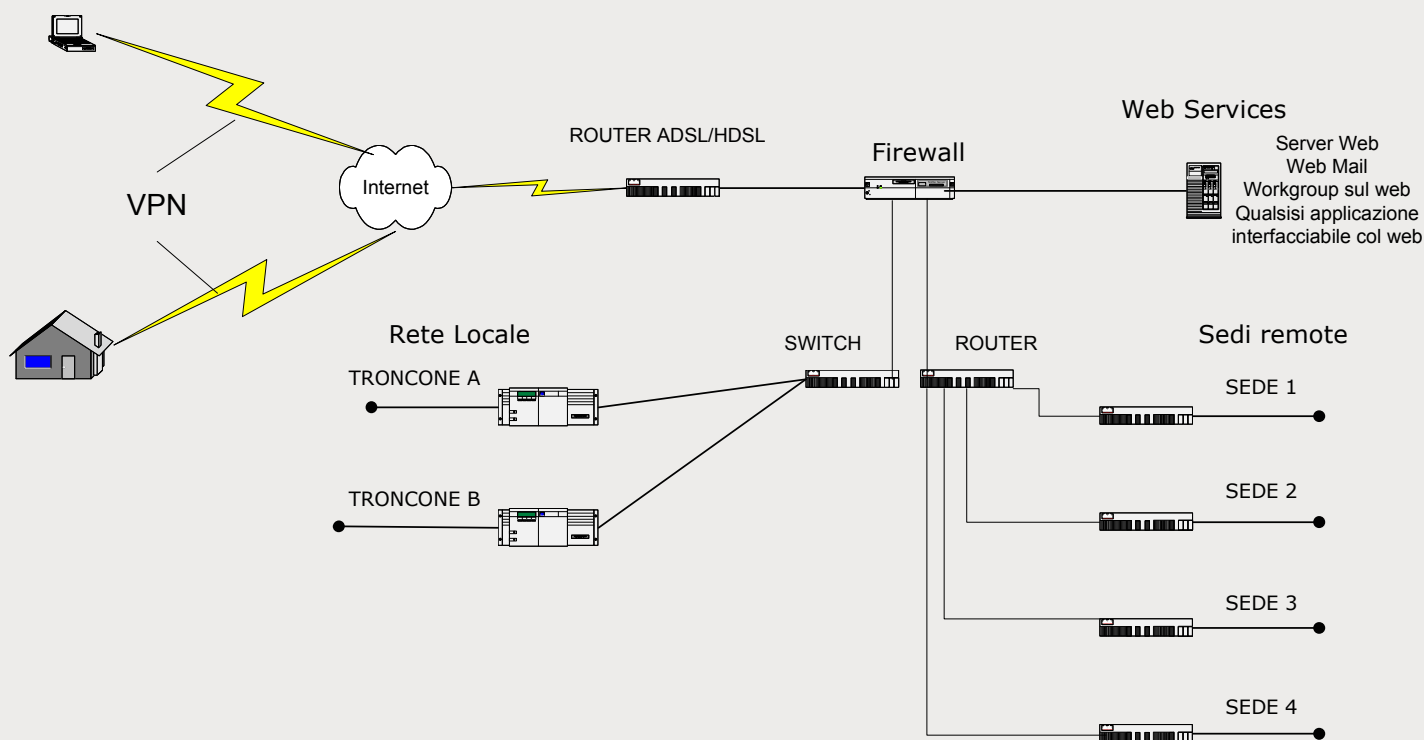 Web Services
ROUTER ADSL/HDSL
Firewall
Server Web
Web Mail
Workgroup sul web
Qualsisi applicazione
interfacciabile col web
Internet
VPN
Rete Locale
SWITCH
ROUTER
Sedi remote
TRONCONE A
SEDE 1
TRONCONE B
SEDE 2
SEDE 3
SEDE 4